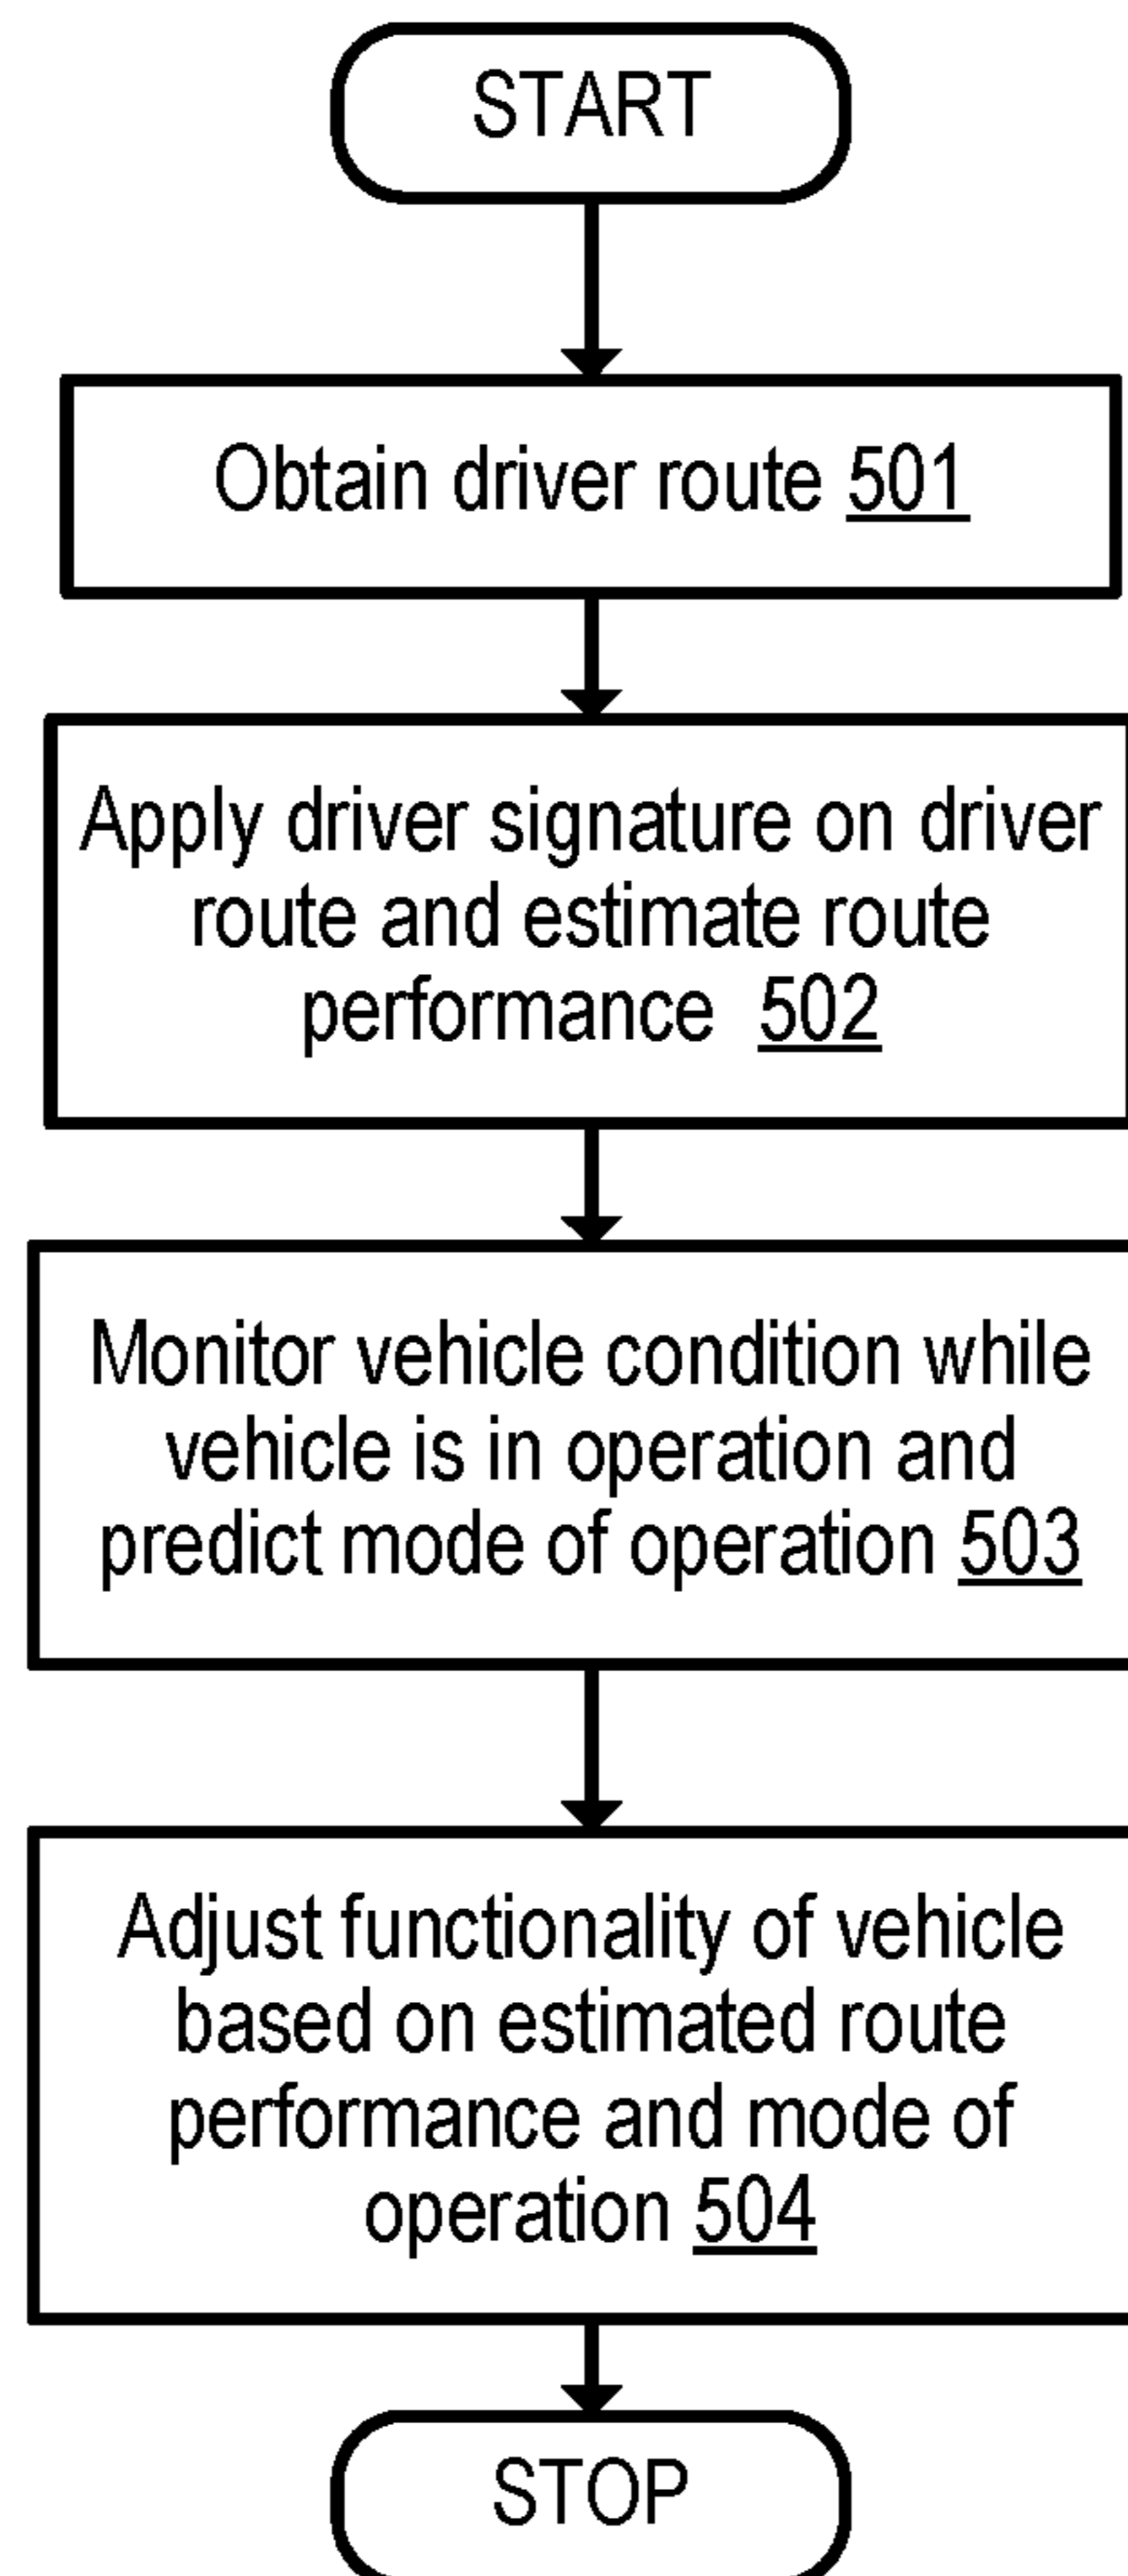 START
Obtain driver route 501
Apply driver signature on driver
route and estimate route
performance 502
Monitor vehicle condition while
vehicle is in operation and
predict mode of operation 503
Adjust functionality of vehicle
based on estimated route
performance and mode of
operation 504
STOP